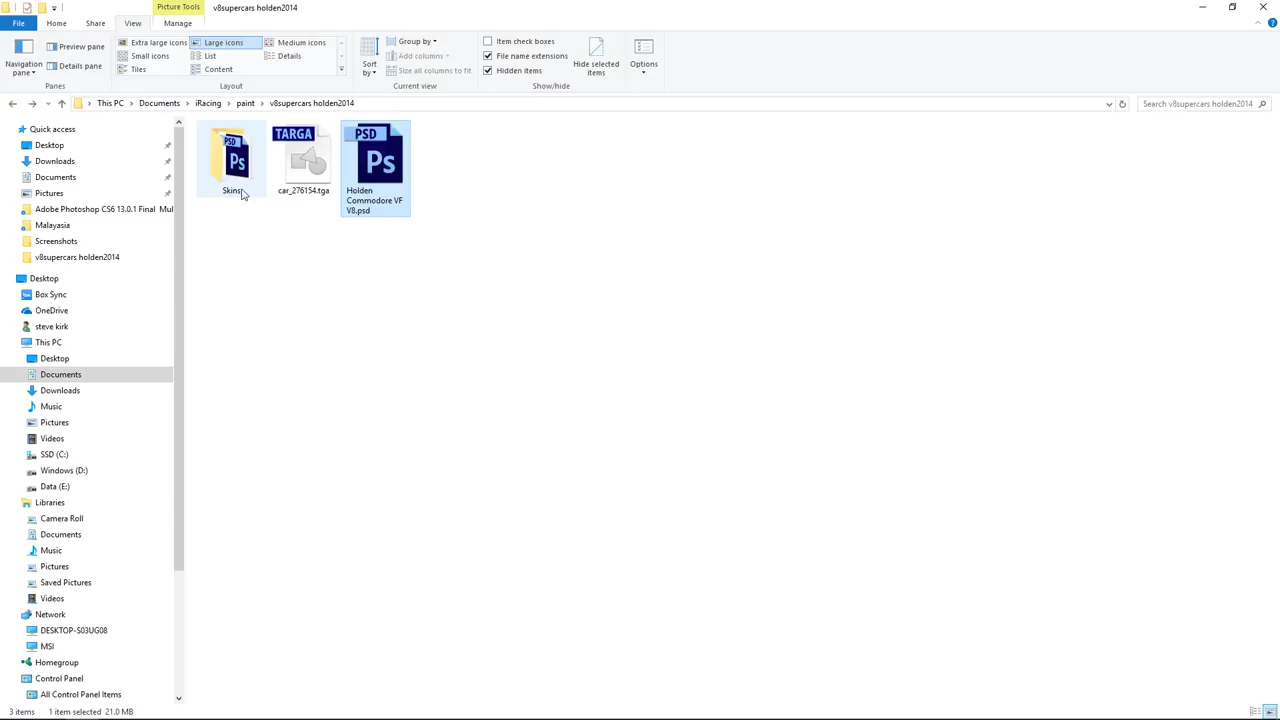 Picture Tools
v8supercars holden2014
File
Home
Share
View
Manage
Navigation pane
Preview pane
Details pane
Panes
Extra large icons
Large icons
Medium icons
Small icons
List
Details
Tiles
Content
Layout
Sort by
Group by
Add columns
Size all columns to fit
Current view
Item check boxes
File name extensions
Hidden items
Hide selected items
Show/hide
Options
This PC
Documents
iRacing
paint
v8supercars holden2014
Search v8supercars holden2014
Quick access
Desktop
Downloads
Documents
Pictures
Adobe Photoshop CS6 13.0.1 Final Mul
Malayasia
Screenshots
v8supercars holden2014
Desktop
Box Sync
OneDrive
steve kirk
This PC
Desktop
Documents
Downloads
Music
Pictures
Videos
SSD (C:)
Windows (D:)
Data (E:)
Libraries
Camera Roll
Documents
Music
Pictures
Saved Pictures
Videos
Network
DESKTOP-S03UG08
MSI
Homegroup
Control Panel
All Control Panel Items
PSD
Ps
Skins
TARGA
car_276154.tga
PSD
Ps
Holden
Commodore VF
V8.psd
3 items
1 item selected 21.0 MB